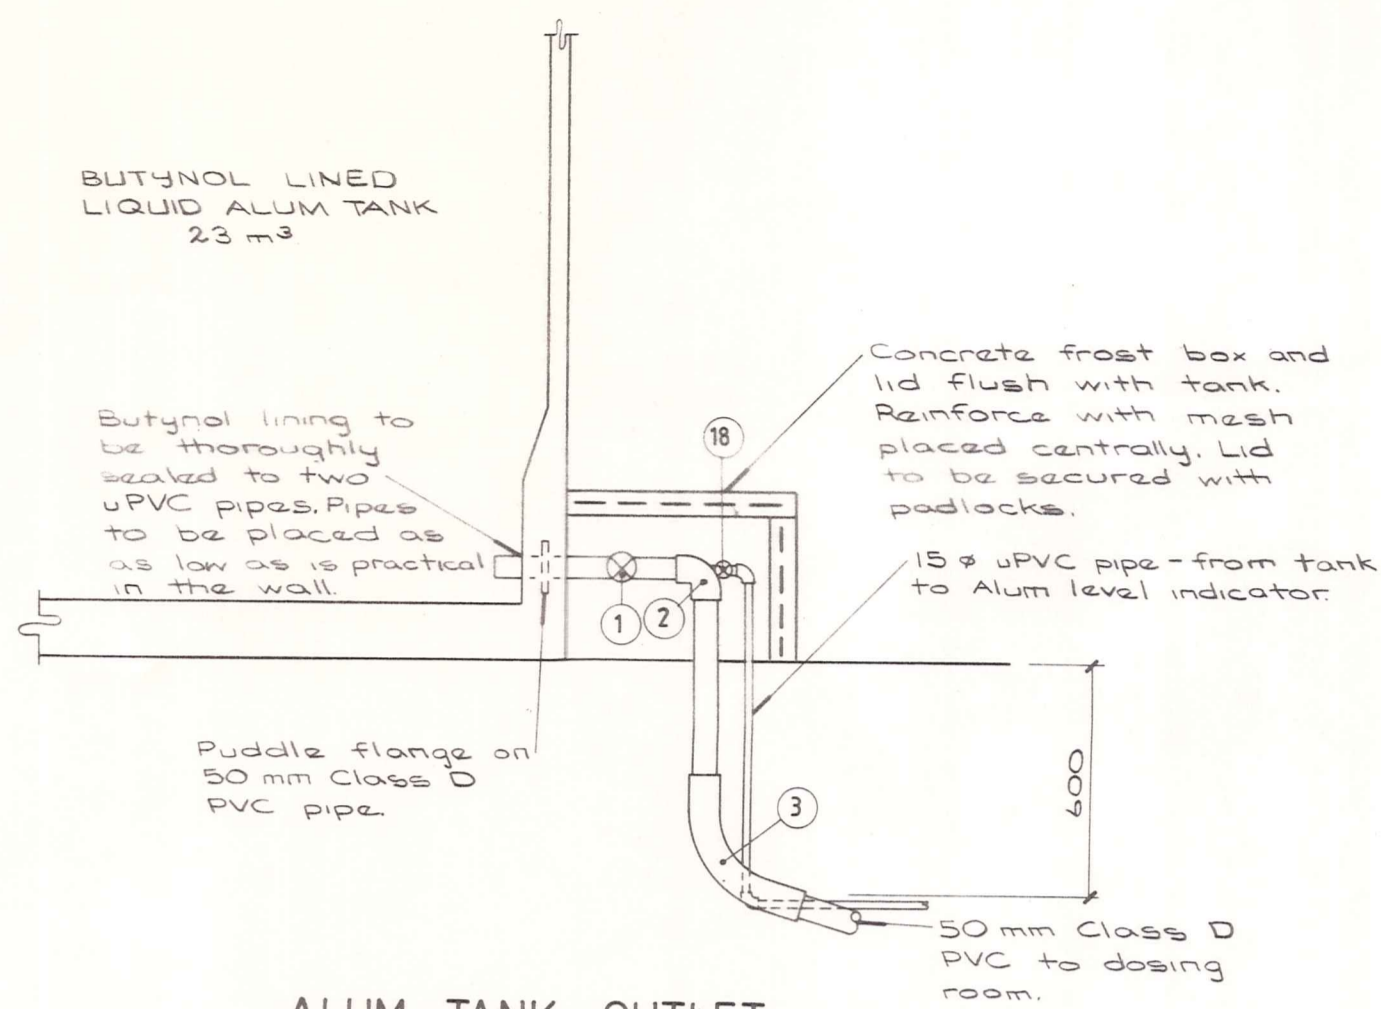 BUTYNOL LINED
LIQUID ALUM TANK
23 m³
Concrete frost box and
lid flush with tank.
Reinforce with mesh
placed centrally. Lid
to be secured with
padlocks.
Butynol lining to
be thoroughly
sealed to two
uPVC pipes. Pipes
to be placed as
as low as is practical
in the wall.
18
15 ø uPVC pipe - from tank
to Alum level indicator.
1
2
Puddle flange on
50 mm Class D
PVC pipe.
600
3
50 mm Class D
PVC to dosing
room.
ALUM TANK OUTLET